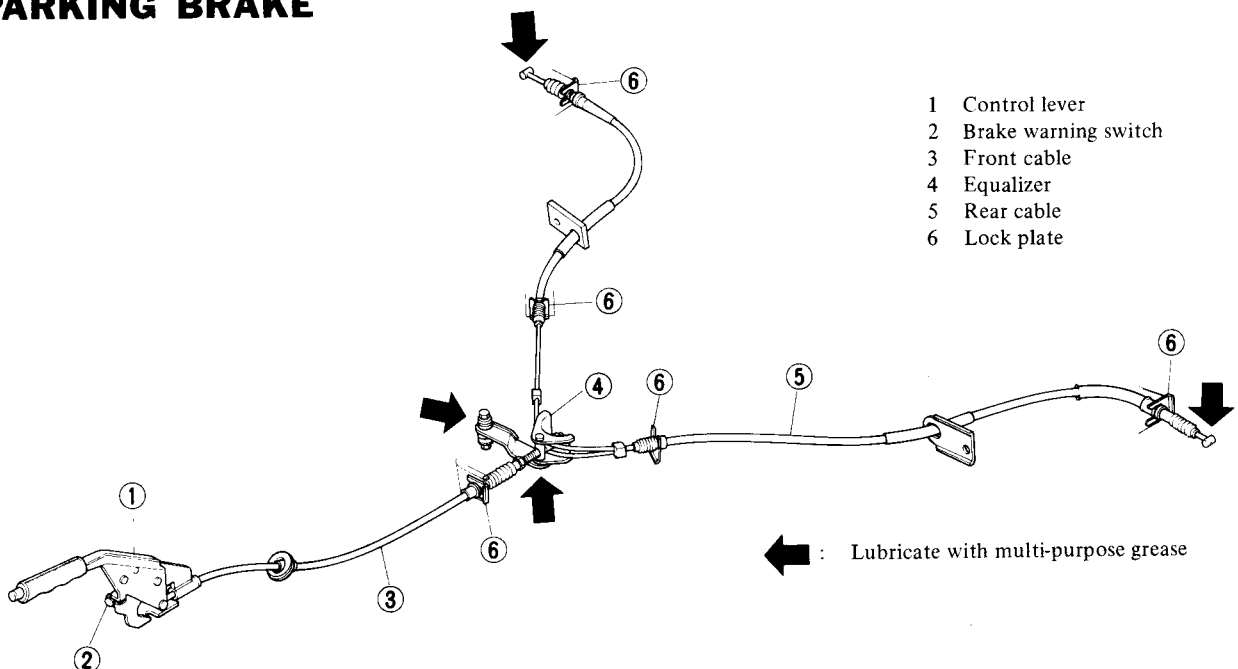 PARKING BRAKE
6
1 Control lever
2 Brake warning switch
3 Front cable
4 Equalizer
5 Rear cable
6 Lock plate
6
6
5
4
6
1
6
3
2
: Lubricate with multi-purpose grease